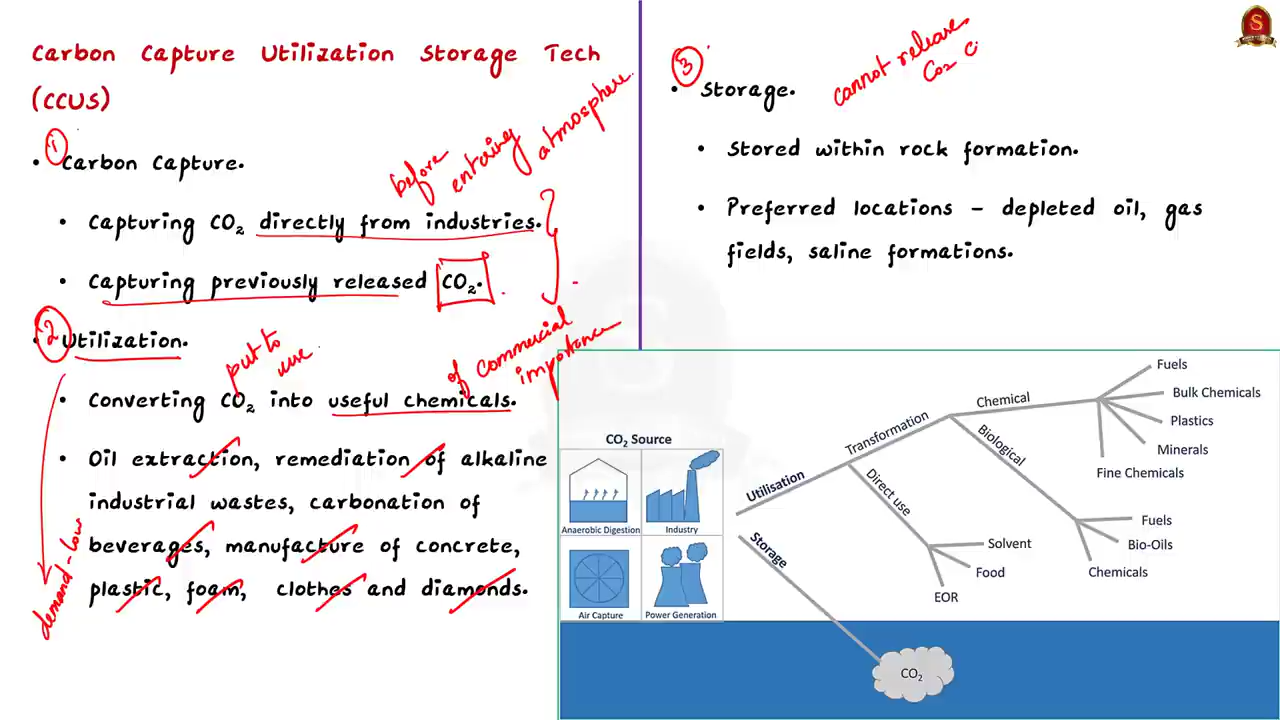 Carbon Capture Utilization Storage Tech
(CCUS)
1
• Carbon Capture.
before entering atmosphere.
• Capturing CO₂ directly from industries.
• Capturing previously released CO₂.
2
• Utilization.
put to use
of commercial importance
• Converting CO₂ into useful chemicals.
• Oil extraction, remediation of alkaline
industrial wastes, carbonation of
beverages, manufacture of concrete,
plastic, foam, clothes and diamonds.
demand-low
3
• Storage.
cannot release
CO₂
• Stored within rock formation.
• Preferred locations - depleted oil, gas
fields, saline formations.
S
CO₂ Source
Anaerobic Digestion
Industry
Air Capture
Power Generation
Utilisation
Storage
Transformation
Direct use
Chemical
Biological
Fuels
Bulk Chemicals
Plastics
Minerals
Fine Chemicals
Fuels
Bio-Oils
Chemicals
Solvent
Food
EOR
CO₂